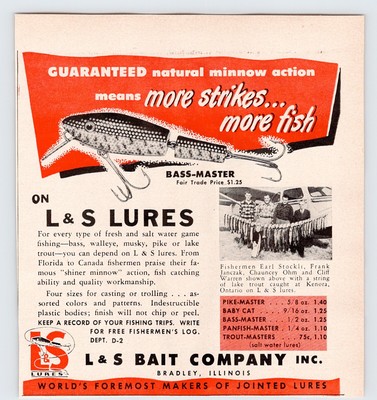 GUARANTEED natural minnow action
means more strikes...
more fish
BASS-MASTER
Fair Trade Price $1.25
ON
L & S LURES
For every type of fresh and salt water game
fishing—bass, walleye, musky, pike or lake
trout—you can depend on L & S Lures. From
Florida to Canada fishermen praise their fa-
mous "shiner minnow" action, fish catching
ability and quality workmanship.
Four sizes for casting or trolling . . . as-
sorted colors and patterns. Indestructible
plastic bodies; finish will not chip or peel.
KEEP A RECORD OF YOUR FISHING TRIPS. WRITE
FOR FREE FISHERMEN'S LOG.
DEPT. D-2
Fishermen Earl Stockli, Frank
Janczak, Chauncey Ohm and Cliff
Warren shown above with a string
of lake trout caught at Kenora,
Ontario on L & S lures.
PIKE-MASTER . . 5/8 oz. 1.40
BABY CAT . . . 9/16 oz. 1.25
BASS-MASTER . . 1/2 oz. 1.25
PANFISH-MASTER . 1/4 oz. 1.10
TROUT-MASTERS . . 75c, 1.10
(salt water lures)
L&S
LURES
L & S BAIT COMPANY INC.
BRADLEY, ILLINOIS
WORLD'S FOREMOST MAKERS OF JOINTED LURES